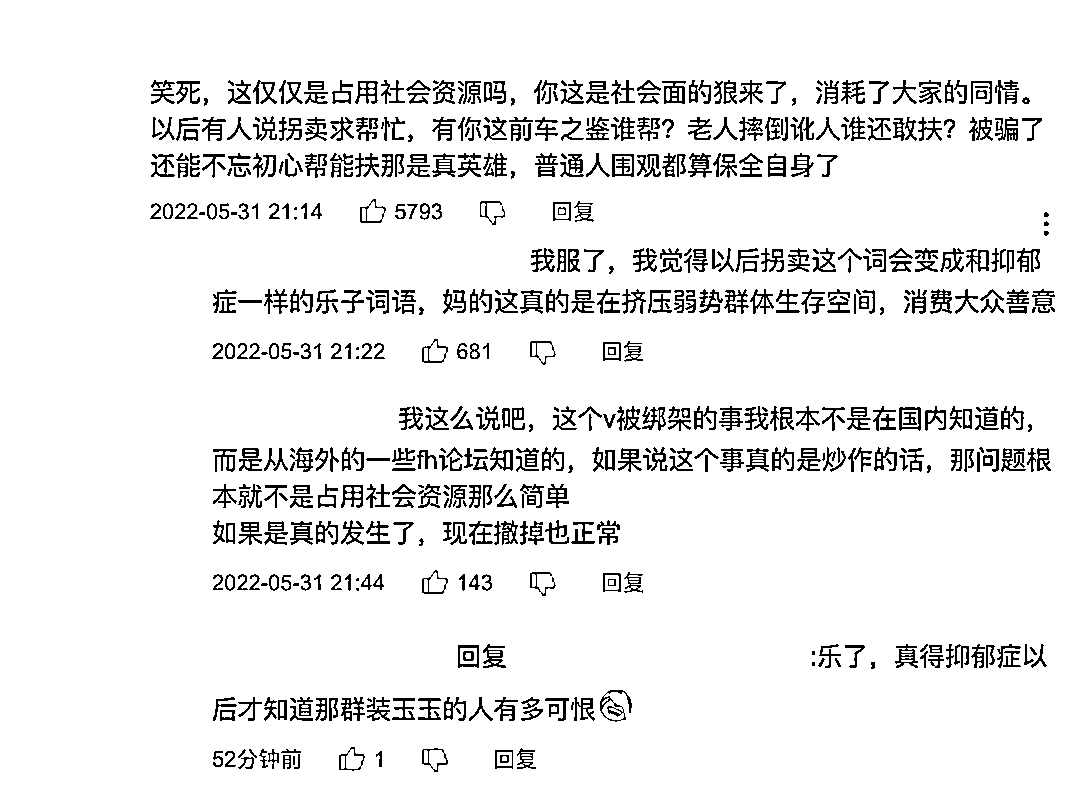 笑死，这仅仅是占用社会资源吗，你这是社会面的狼来了，消耗了大家的同情。
以后有人说拐卖求帮忙，有你这前车之鉴谁帮？老人摔倒讹人谁还敢扶？被骗了
还能不忘初心帮能扶那是真英雄，普通人围观都算保全自身了
2022-05-31 21:14 5793 回复
我服了，我觉得以后拐卖这个词会变成和抑郁
症一样的乐子词语，妈的这真的是在挤压弱势群体生存空间，消费大众善意
2022-05-31 21:22 681 回复
我这么说吧，这个v被绑架的事我根本不是在国内知道的，
而是从海外的一些fh论坛知道的，如果说这个事真的是炒作的话，那问题根
本就不是占用社会资源那么简单
如果是真的发生了，现在撤掉也正常
2022-05-31 21:44 143 回复
回复 :乐了，真得抑郁症以
后才知道那群装玉玉的人有多可恨
52分钟前 1 回复